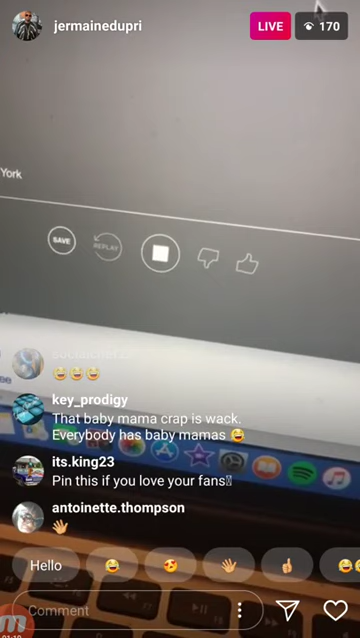 jermainedupri
LIVE
170
York
SAVE
REPLAY
😂😂😂
key_prodigy
That baby mama crap is wack.
Everybody has baby mamas 😂
its.king23
Pin this if you love your fans
antoinette.thompson
👋
Hello
Comment